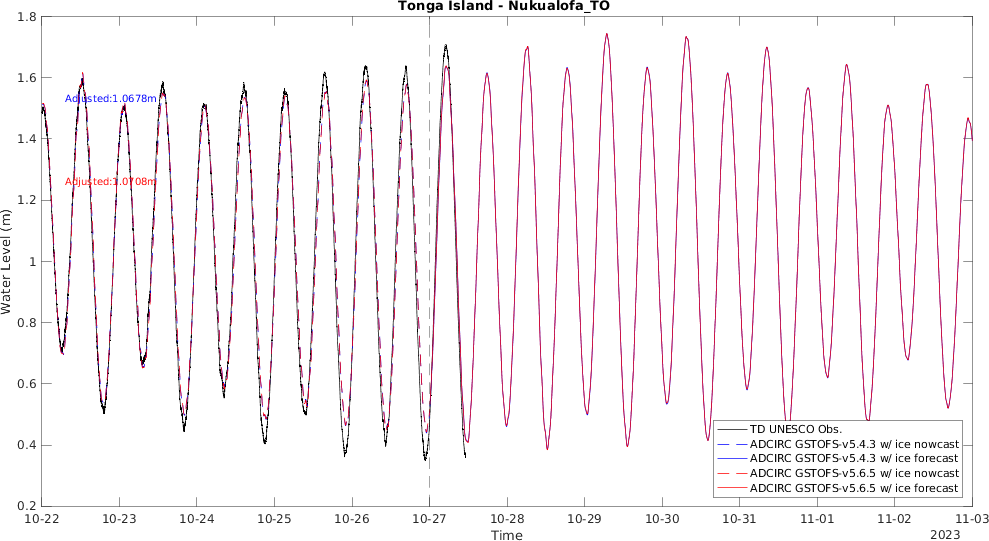 Tonga Island - Nukualofa_TO
1.8
1.6
1.4
1.2
1
0.8
0.6
0.4
0.2
Water Level (m)
Adjusted:1.0678m
Adjusted:1.0708m
TD UNESCO Obs.
ADCIRC GSTOFS-v5.4.3 w/ ice nowcast
ADCIRC GSTOFS-v5.4.3 w/ ice forecast
ADCIRC GSTOFS-v5.6.5 w/ ice nowcast
ADCIRC GSTOFS-v5.6.5 w/ ice forecast
10-22 10-23 10-24 10-25 10-26 10-27 10-28 10-29 10-30 10-31 11-01 11-02 11-03
Time
2023